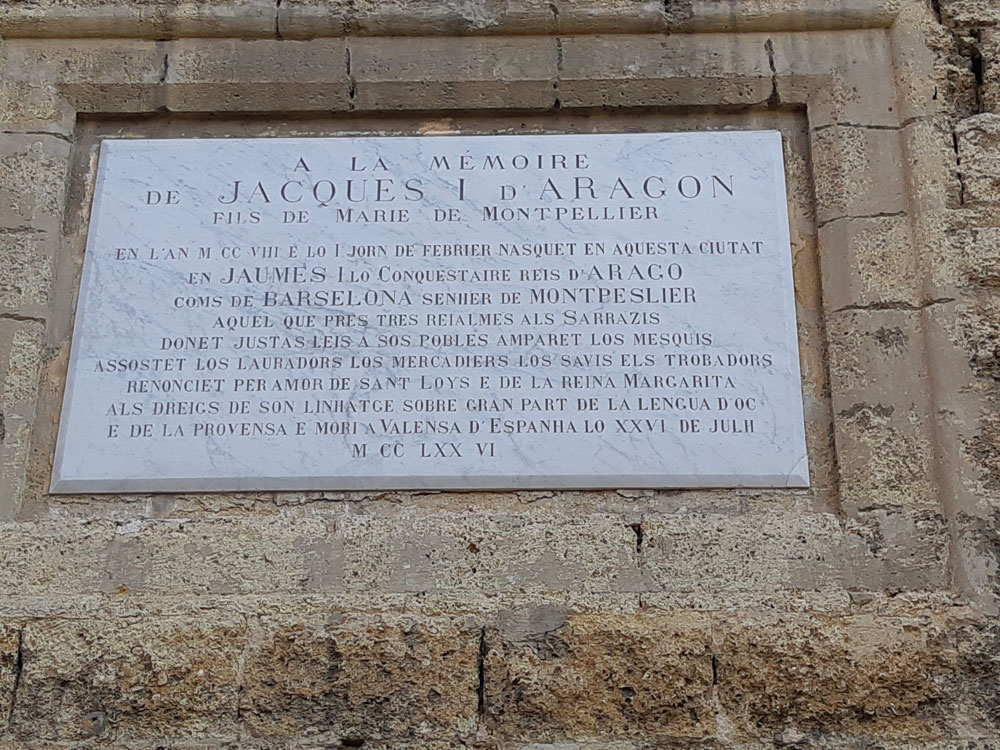 A LA MÉMOIRE
DE JACQUES I D'ARAGON
FILS DE MARIE DE MONTPELLIER
EN L'AN M CC VIII E LO I JORN DE FEBRIER NASQUET EN AQUESTA CIUTAT
EN JAUMES I LO CONQUESTAIRE REIS D'ARAGO
COMS DE BARSELONA SENHER DE MONTPESLIER
AQUEL QUE PRES TRES REIALMES ALS SARRAZIS
DONET JUSTAS LEIS A SOS POBLES AMPARET LOS MESQUIS
ASSOSTET LOS LAURADORS LOS MERCADIERS LOS SAVIS ELS TROBADORS
RENONCIET PER AMOR DE SANT LOYS E DE LA REINA MARGARITA
ALS DREIGS DE SON LINHATGE SOBRE GRAN PART DE LA LENGUA D'OC
E DE LA PROVENSA E MORI A VALENSA D'ESPANHA LO XXVI DE JULH
M CC LXX VI